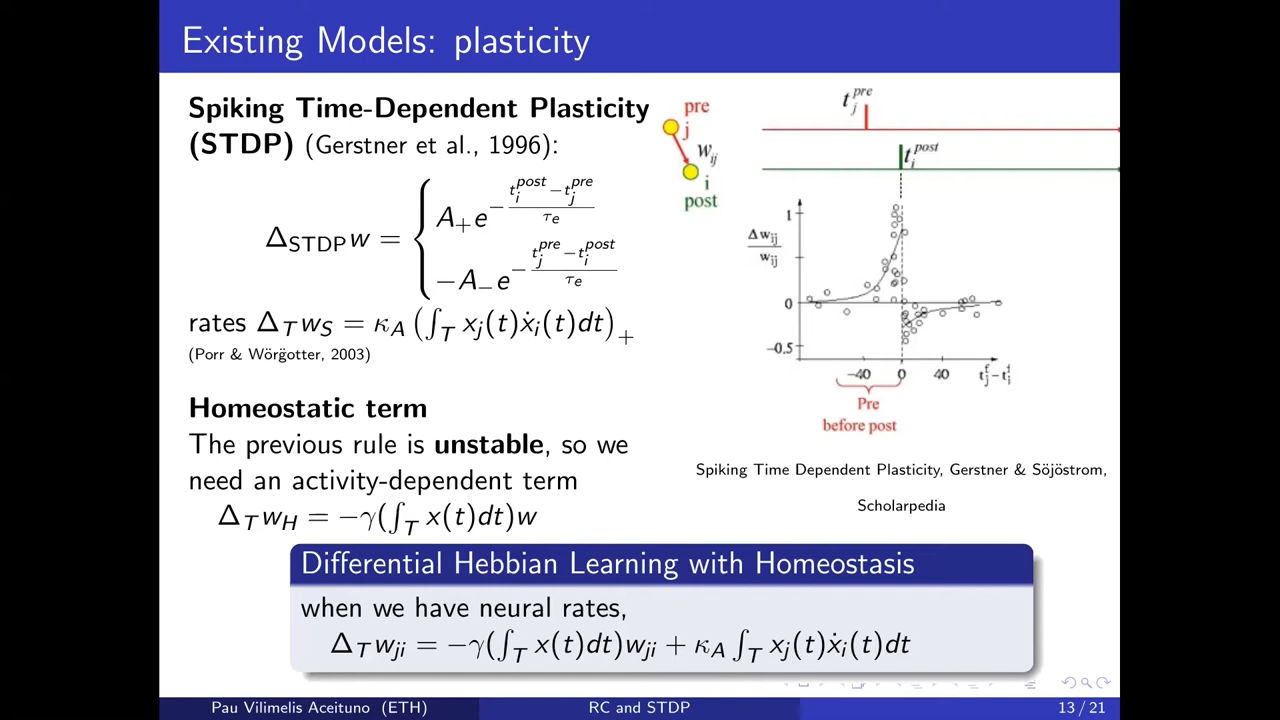 Existing Models: plasticity
Spiking Time-Dependent Plasticity
(STDP) (Gerstner et al., 1996):
Δ_STDP w = { A₊e^{−(t_i^{post}−t_j^{pre})/τ_e}
−A₋e^{−(t_j^{pre}−t_i^{post})/τ_e}
rates Δ_T w_S = κ_A (∫_T x_j(t)ẋ_i(t)dt)₊
(Porr & Wörġotter, 2003)
Homeostatic term
The previous rule is unstable, so we
need an activity-dependent term
Δ_T w_H = −γ(∫_T x(t)dt)w
pre
j
w_ij
i
post
t_j^{pre}
t_i^{post}
Δ w_ij
w_ij
1
0
−0.5
−40 0 40 t_j^f−t_i^f
Pre
before post
Spiking Time Dependent Plasticity, Gerstner & Söjöstrom,
Scholarpedia
Differential Hebbian Learning with Homeostasis
when we have neural rates,
Δ_T w_ji = −γ(∫_T x(t)dt)w_ji + κ_A ∫_T x_j(t)ẋ_i(t)dt
Pau Vilimelis Aceituno (ETH) RC and STDP 13 / 21